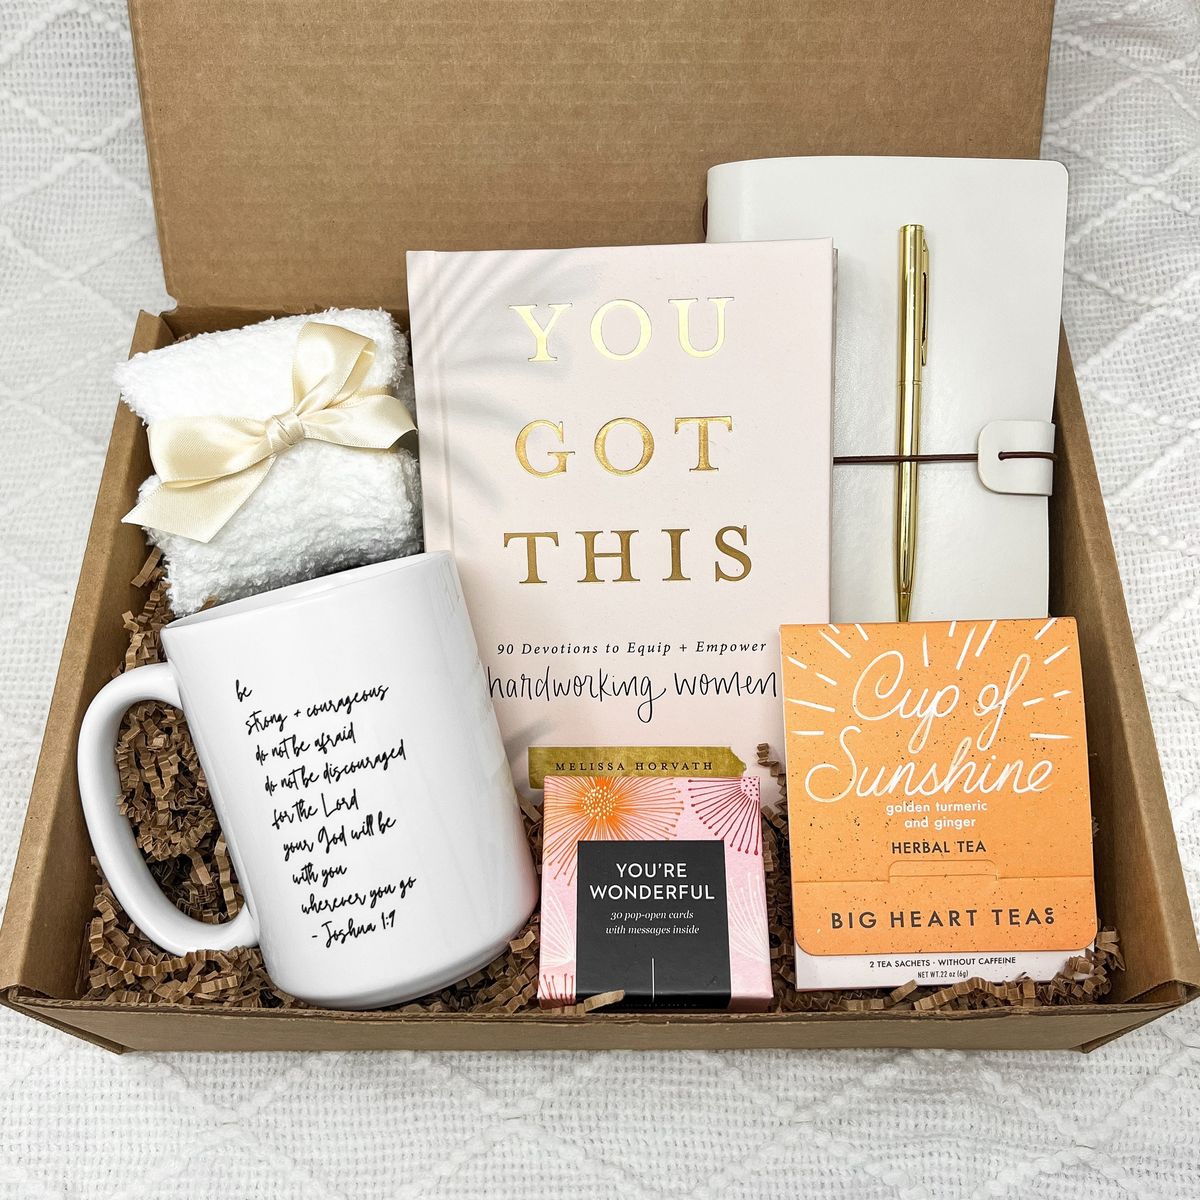 YOU
GOT
THIS
90 Devotions to Equip + Empower
hardworking women
MELISSA HORVATH
be
strong + courageous
do not be afraid
do not be discouraged
for the Lord
your God will be
with you
wherever you go
- Joshua 1:9
YOU'RE
WONDERFUL
30 pop-open cards
with messages inside
Cup of
Sunshine
golden turmeric
and ginger
HERBAL TEA
BIG HEART TEA CO
2 TEA SACHETS · WITHOUT CAFFEINE
NET WT .22 oz (6g)